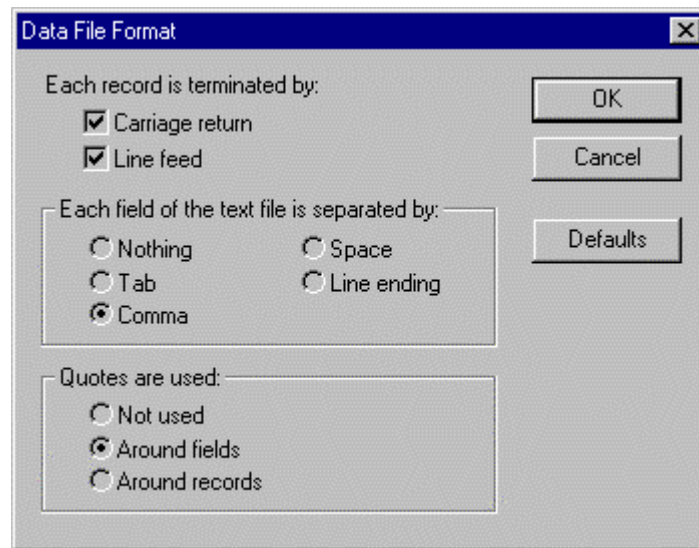 Data File Format
Each record is terminated by:
Carriage return
Line feed
Each field of the text file is separated by:
Nothing
Space
Tab
Line ending
Comma
Quotes are used:
Not used
Around fields
Around records
OK
Cancel
Defaults